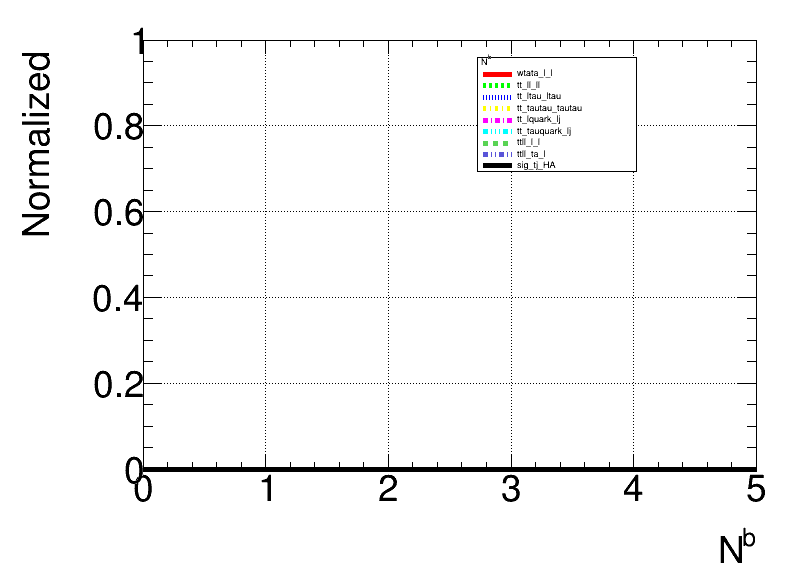 Normalized
1
0.8
0.6
0.4
0.2
0
N^b
wtata_l_l
tt_ll_ll
tt_ltau_ltau
tt_tautau_tautau
tt_lquark_lj
tt_tauquark_lj
ttll_l_l
ttll_ta_l
sig_tj_HA
0 1 2 3 4 5
N^b